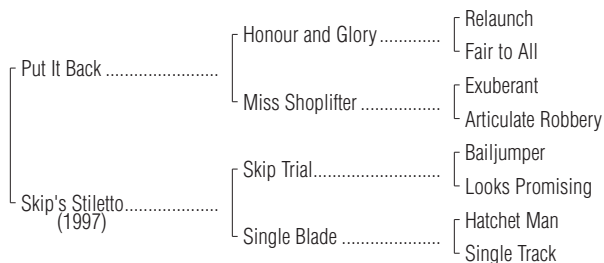 Relaunch
Honour and Glory.............
Fair to All
Put It Back ........................
Exuberant
Miss Shoplifter .................
Articulate Robbery
Bailjumper
Skip Trial...........................
Looks Promising
Skip's Stiletto....................
(1997)
Hatchet Man
Single Blade .....................
Single Track